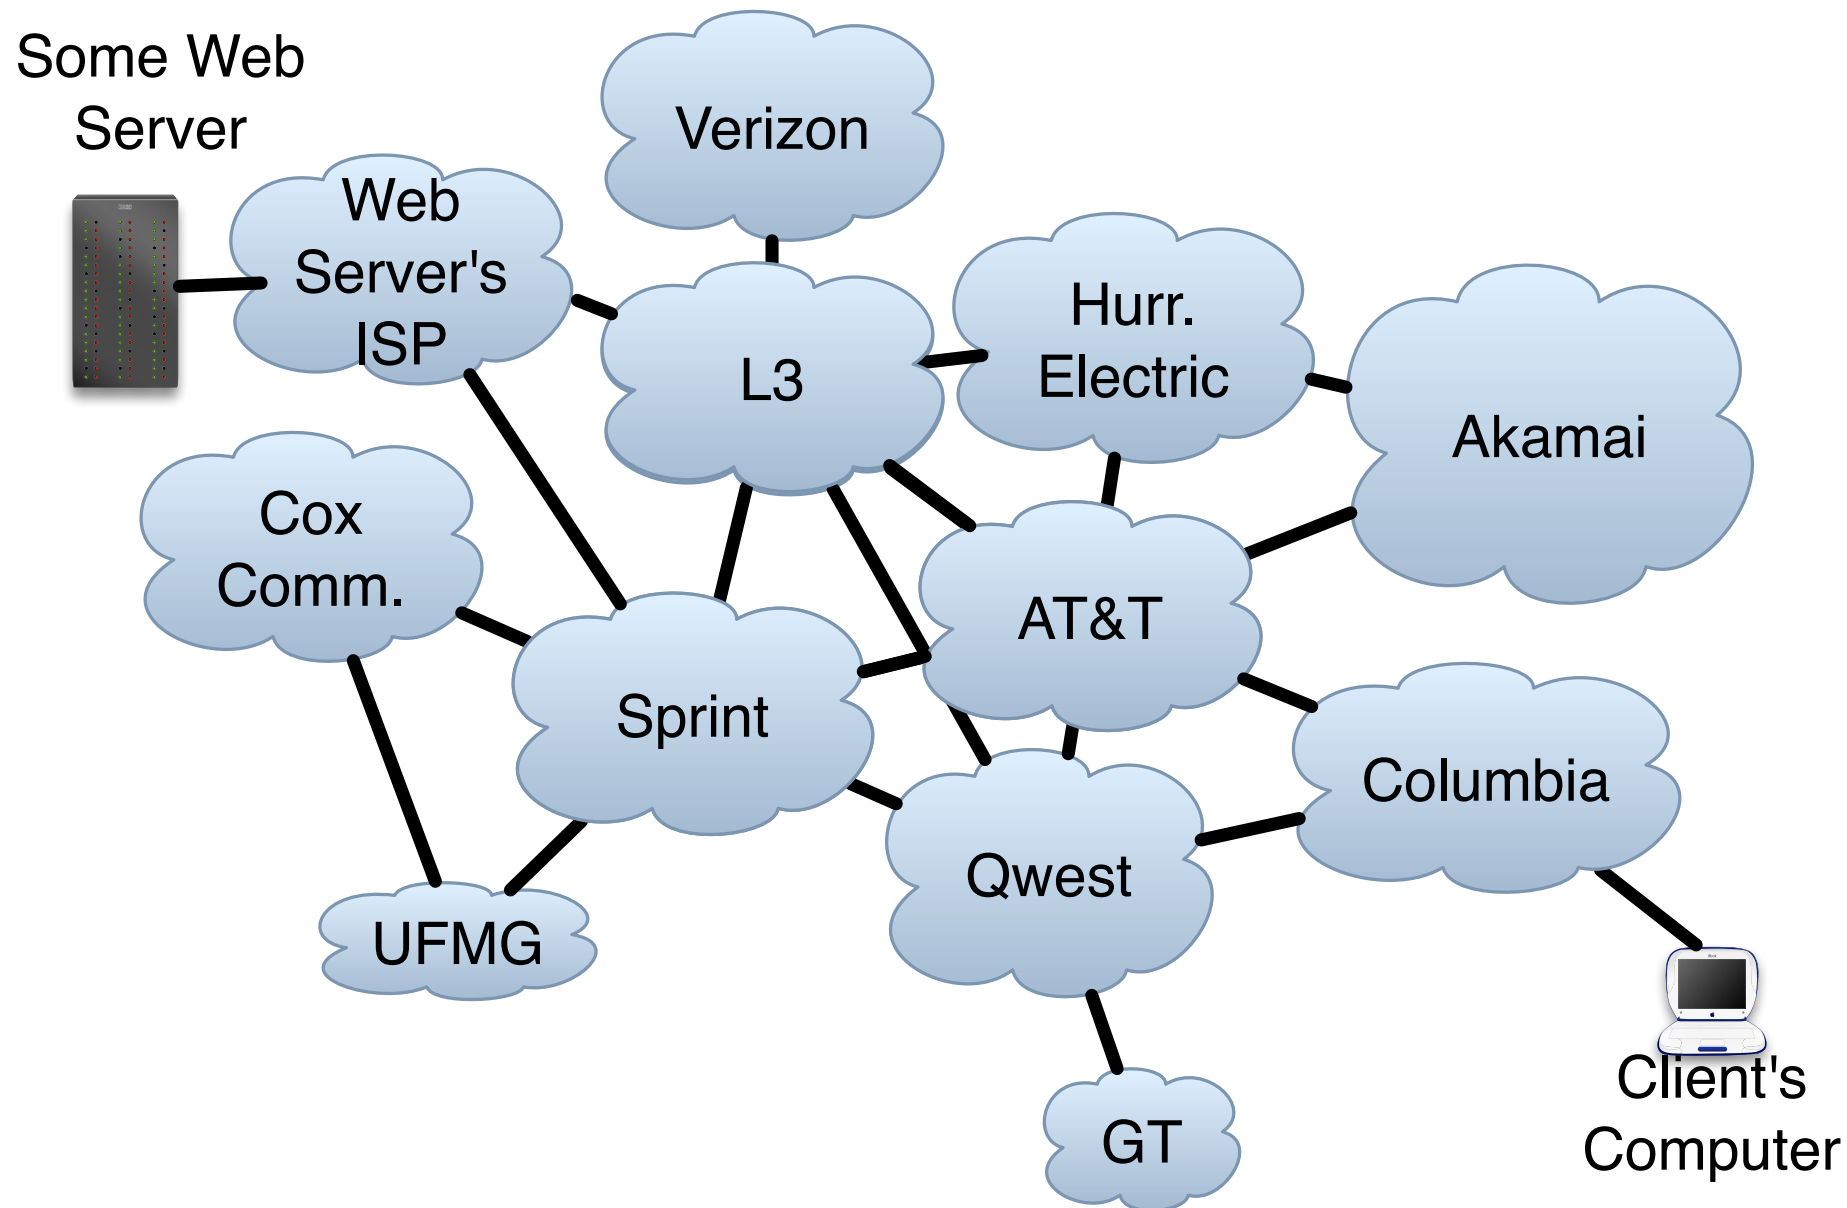 Some Web
Server
Verizon
Web
Server's
ISP
Hurr.
Electric
L3
Akamai
Cox
Comm.
AT&T
Sprint
Columbia
Qwest
UFMG
Client's
Computer
GT